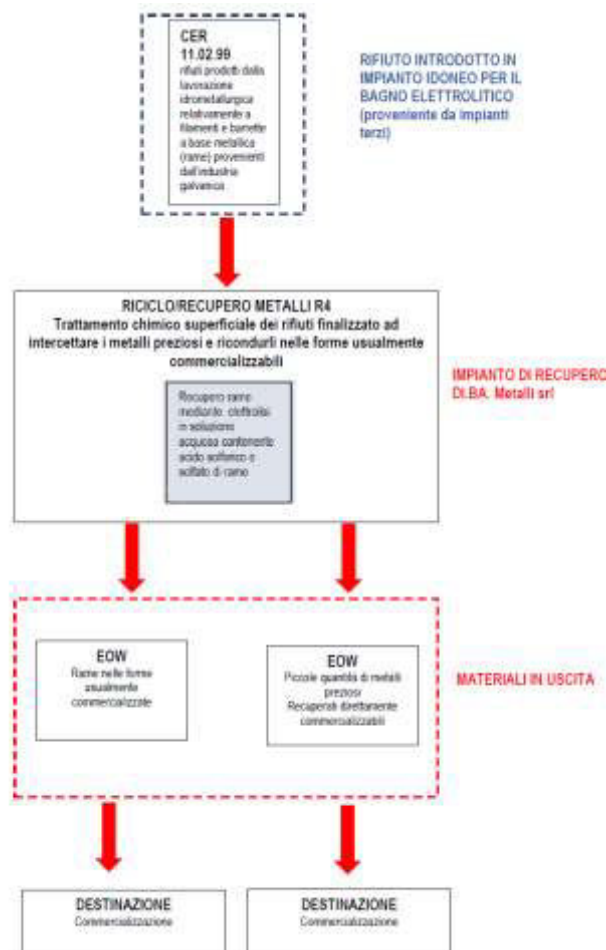 CER
11.02.99
rifiuti prodotti dalla
lavorazione
idrometallurgica
relativamente a
filamenti e barrette
a base metallica
(rame) provenienti
dall'industria
galvanica
RIFIUTO INTRODOTTO IN
IMPIANTO IDONEO PER IL
BAGNO ELETTROLITICO
(proveniente da impianti
terzi)
RICICLO/RECUPERO METALLI R4
Trattamento chimico superficiale dei rifiuti finalizzato ad
intercettare i metalli preziosi e ricondurli nelle forme usualmente
commercializzabili
Recupero rame
mediante elettrolisi
in soluzione
acquosa contenente
acido solforico e
solfato di rame
IMPIANTO DI RECUPERO
DI.BA. Metalli srl
EOW
Rame nelle forme
usualmente
commercializzate
EOW
Piccole quantità di metalli
preziosi
Recuperati direttamente
commercializzabili
MATERIALI IN USCITA
DESTINAZIONE
Commercializzazione
DESTINAZIONE
Commercializzazione